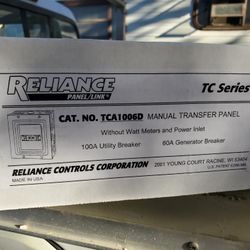 RELIANCE
PANEL/LINK
TC Series
CAT. NO. TCA1006D MANUAL TRANSFER PANEL
Without Watt Meters and Power Inlet
100A Utility Breaker 60A Generator Breaker
RELIANCE CONTROLS CORPORATION 2001 YOUNG COURT RACINE, WI 53404
MADE IN USA
U.S. PATENT